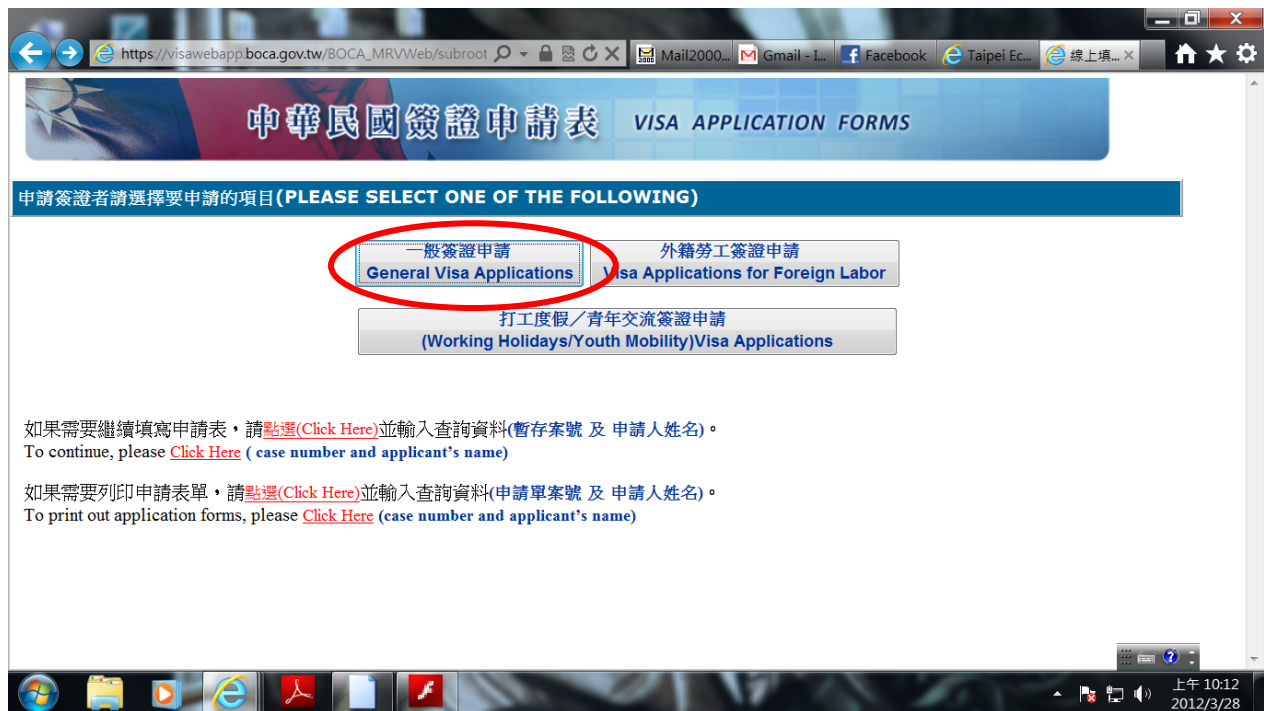 https://visawebapp.boca.gov.tw/BOCA_MRVWeb/subroot
Mail2000...
Gmail - I...
Facebook
Taipei Ec...
線上填...
中華民國簽證申請表 VISA APPLICATION FORMS
申請簽證者請選擇要申請的項目(PLEASE SELECT ONE OF THE FOLLOWING)
一般簽證申請
General Visa Applications
外籍勞工簽證申請
Visa Applications for Foreign Labor
打工度假／青年交流簽證申請
(Working Holidays/Youth Mobility)Visa Applications
如果需要繼續填寫申請表，請點選(Click Here)並輸入查詢資料(暫存案號 及 申請人姓名)。
To continue, please Click Here ( case number and applicant's name)
如果需要列印申請表單，請點選(Click Here)並輸入查詢資料(申請單案號 及 申請人姓名)。
To print out application forms, please Click Here (case number and applicant's name)
上午 10:12
2012/3/28